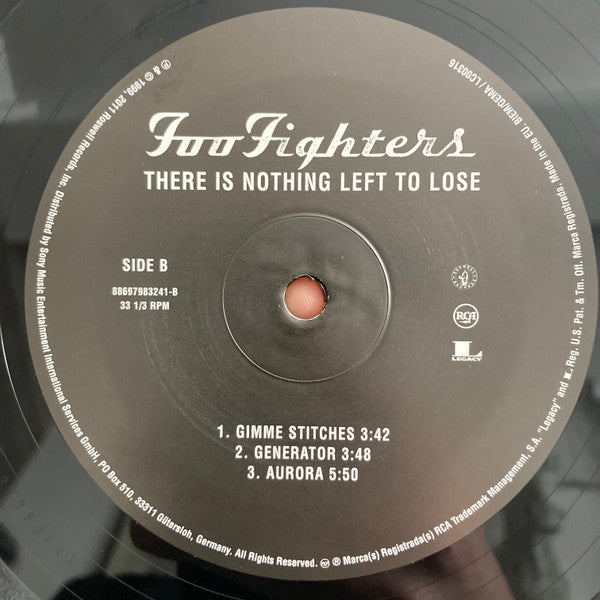 Foo Fighters
THERE IS NOTHING LEFT TO LOSE
SIDE B
88697983241-B
33 1/3 RPM
RCA
L
LEGACY
1. GIMME STITCHES 3:42
2. GENERATOR 3:48
3. AURORA 5:50
℗ & © 1999, 2011 Roswell Records, Inc. Distributed by Sony Music Entertainment International Services GmbH, PO Box 510, 33311 Gütersloh, Germany. All Rights Reserved. ® Marca(s) Registrada(s) RCA Trademark Management, S.A. "Legacy" and L Reg. U.S. Pat. & Tm. Off. Marca Registrada. Made in the EU. BIEM/GEMA / LC00316